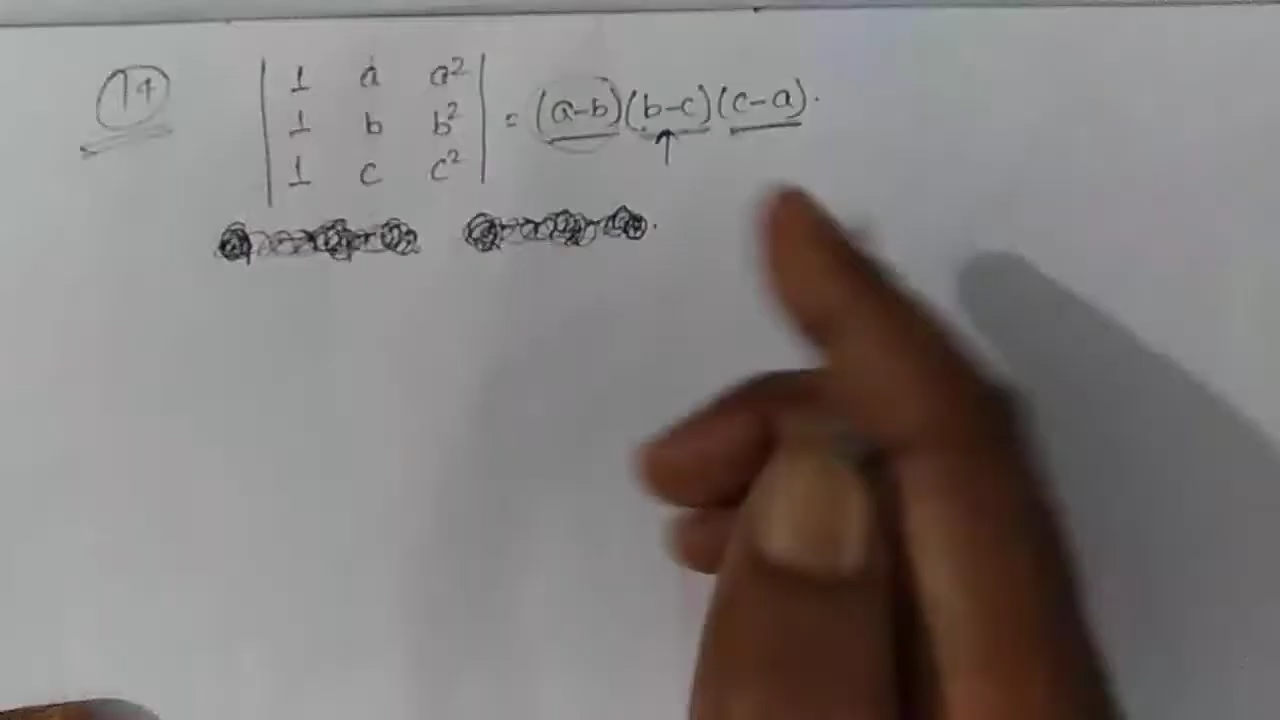 14
| 1 a a² |
| 1 b b² | = (a-b)(b-c)(c-a).
| 1 c c² |